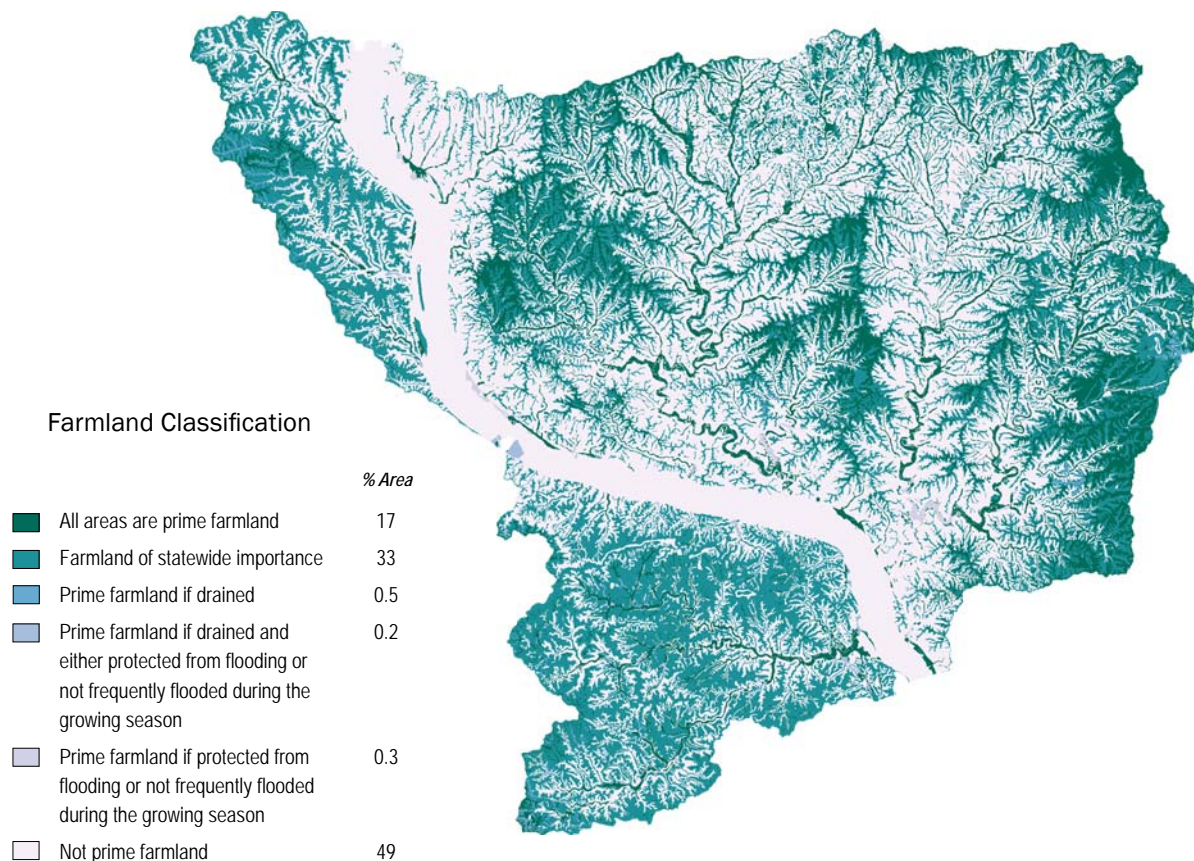 Farmland Classification
% Area
All areas are prime farmland 17
Farmland of statewide importance 33
Prime farmland if drained 0.5
Prime farmland if drained and 0.2
either protected from flooding or
not frequently flooded during the
growing season
Prime farmland if protected from 0.3
flooding or not frequently flooded
during the growing season
Not prime farmland 49